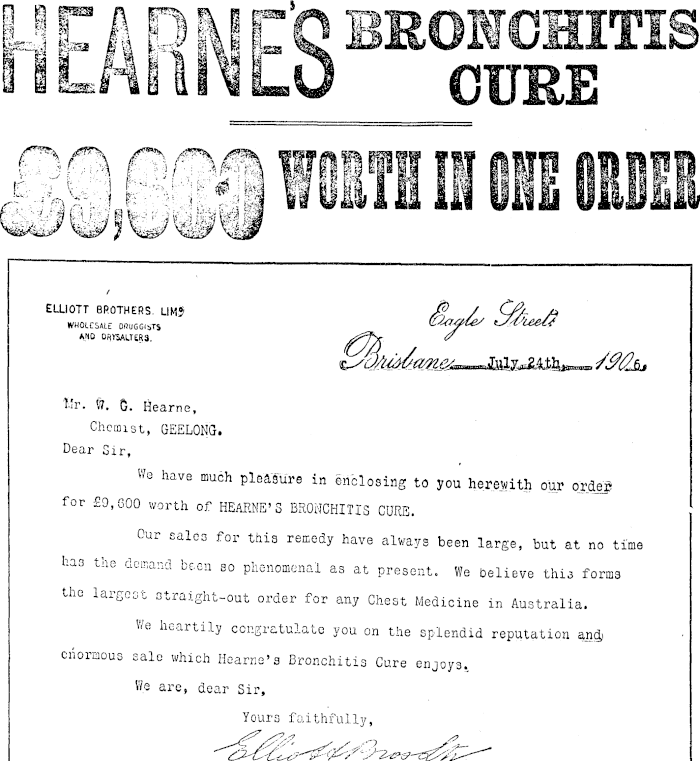 HEARNE'S BRONCHITIS
CURE
£9,600 WORTH IN ONE ORDER
ELLIOTT BROTHERS. LIMD
WHOLESALE DRUGGISTS
AND DRYSALTERS.
Eagle Street.
Brisbane July 24th, 1906.
Mr. W. G. Hearne,
Chemist, GEELONG.
Dear Sir,
We have much pleasure in enclosing to you herewith our order
for £9,600 worth of HEARNE'S BRONCHITIS CURE.
Our sales for this remedy have always been large, but at no time
has the demand been so phenomenal as at present. We believe this forms
the largest straight-out order for any Chest Medicine in Australia.
We heartily congratulate you on the splendid reputation and
enormous sale which Hearne's Bronchitis Cure enjoys.
We are, dear Sir,
Yours faithfully,
Elliott Bros Ltd